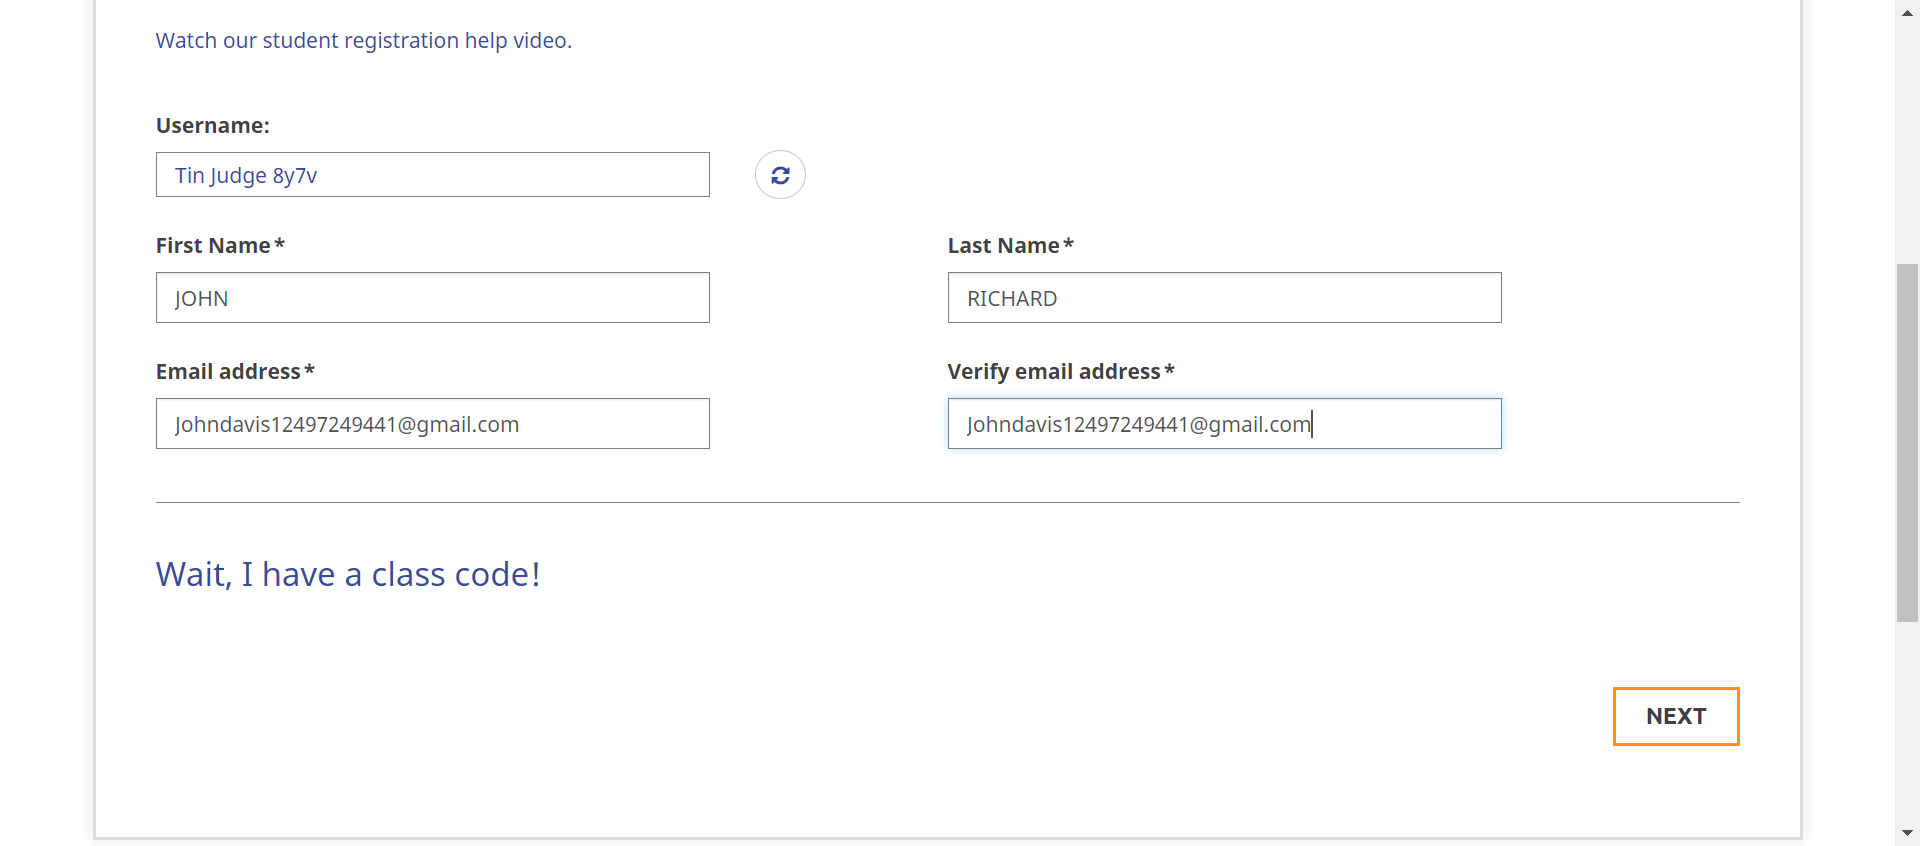 Watch our student registration help video.
Username:
Tin Judge 8y7v
First Name*
Last Name*
JOHN
RICHARD
Email address*
Verify email address*
Johndavis12497249441@gmail.com
Johndavis12497249441@gmail.com
Wait, I have a class code!
NEXT